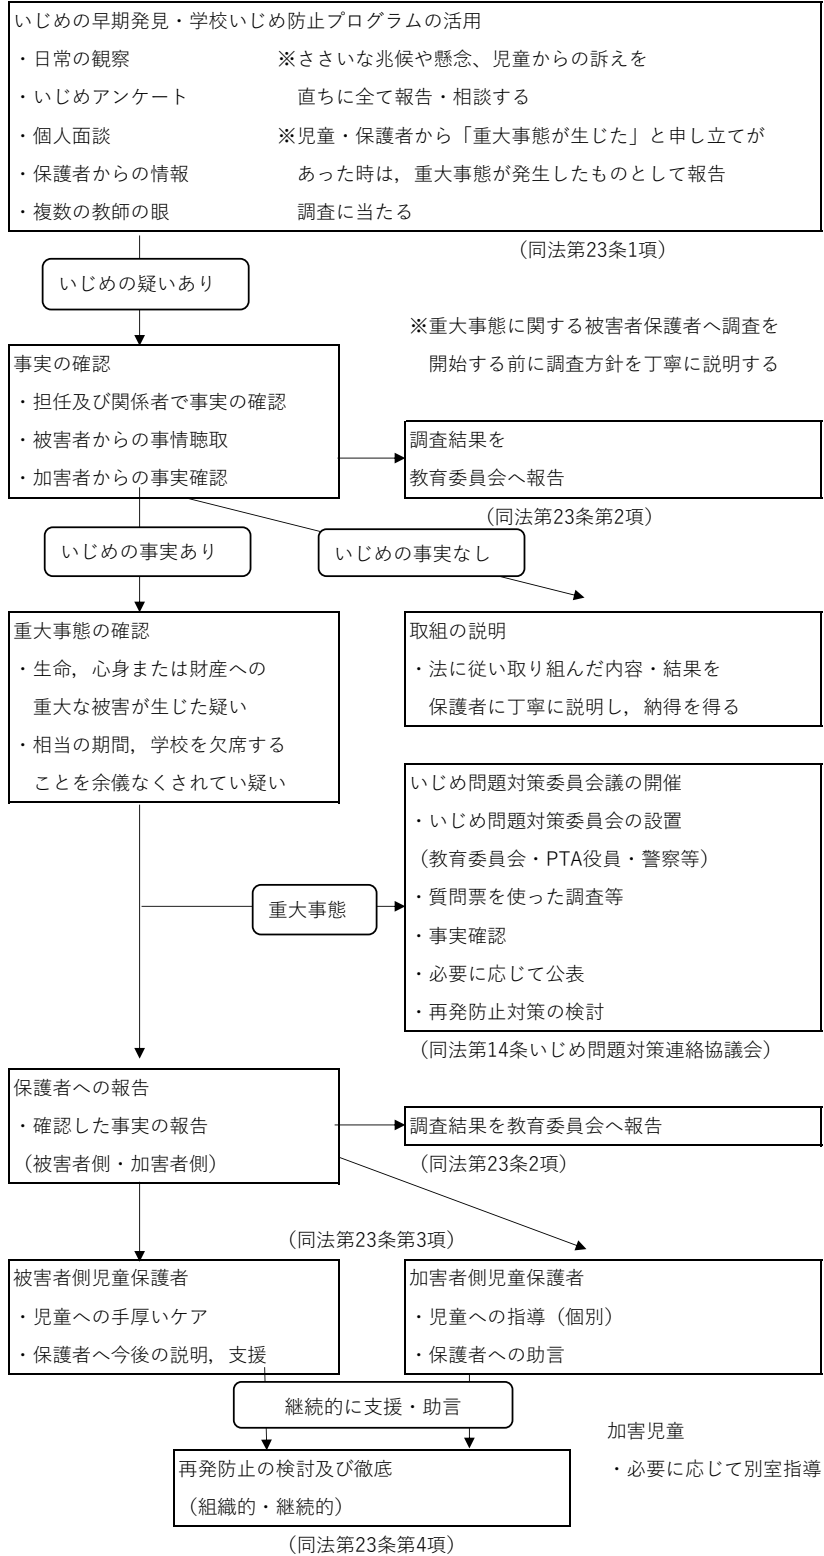 いじめの早期発見・学校いじめ防止プログラムの活用
・日常の観察　※ささいな兆候や懸念、児童からの訴えを
・いじめアンケート　直ちに全て報告・相談する
・個人面談　※児童・保護者から「重大事態が生じた」と申し立てが
・保護者からの情報　あった時は，重大事態が発生したものとして報告
・複数の教師の眼　調査に当たる
（同法第23条1項）
いじめの疑いあり
※重大事態に関する被害者保護者へ調査を
開始する前に調査方針を丁寧に説明する
事実の確認
・担任及び関係者で事実の確認
・被害者からの事情聴取
・加害者からの事実確認
調査結果を
教育委員会へ報告
（同法第23条第2項）
いじめの事実あり
いじめの事実なし
重大事態の確認
・生命，心身または財産への
重大な被害が生じた疑い
・相当の期間，学校を欠席する
ことを余儀なくされてい疑い
取組の説明
・法に従い取り組んだ内容・結果を
保護者に丁寧に説明し，納得を得る
いじめ問題対策委員会議の開催
・いじめ問題対策委員会の設置
（教育委員会・PTA役員・警察等）
・質問票を使った調査等
・事実確認
・必要に応じて公表
・再発防止対策の検討
（同法第14条いじめ問題対策連絡協議会）
重大事態
保護者への報告
・確認した事実の報告
（被害者側・加害者側）
調査結果を教育委員会へ報告
（同法第23条2項）
（同法第23条第3項）
被害者側児童保護者
・児童への手厚いケア
・保護者へ今後の説明，支援
加害者側児童保護者
・児童への指導（個別）
・保護者への助言
継続的に支援・助言
加害児童
・必要に応じて別室指導
再発防止の検討及び徹底
（組織的・継続的）
（同法第23条第4項）